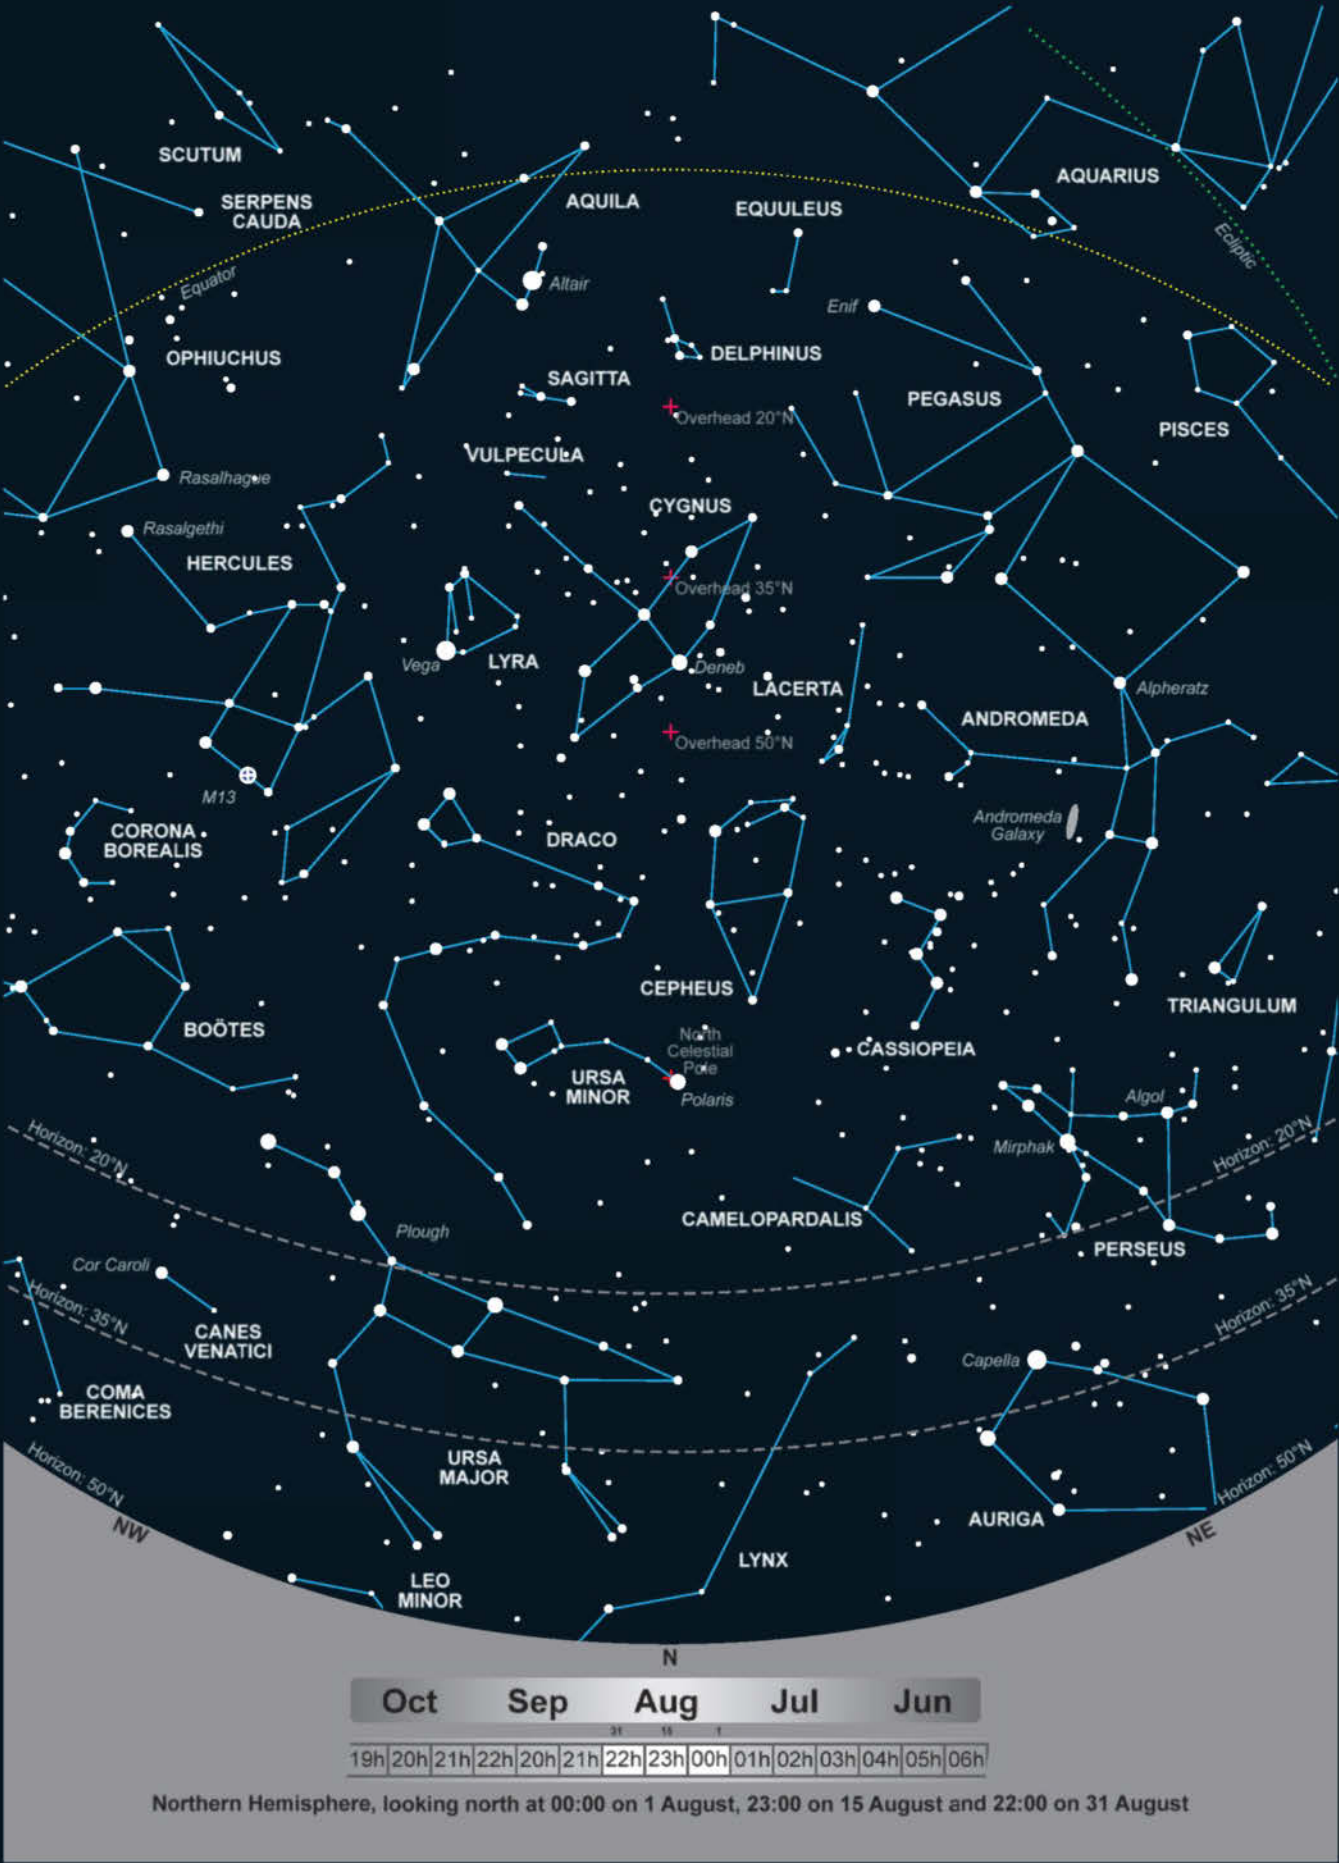 SCUTUM
AQUARIUS
SERPENS
CAUDA
AQUILA
EQUULEUS
Ecliptic
Equator
Altair
Enif
OPHIUCHUS
DELPHINUS
SAGITTA
PEGASUS
Overhead 20°N
PISCES
VULPECULA
Rasalhague
CYGNUS
Rasalgethi
HERCULES
Overhead 35°N
Vega
LYRA
Deneb
LACERTA
Alpheratz
ANDROMEDA
Overhead 50°N
M13
Andromeda
Galaxy
CORONA
BOREALIS
DRACO
CEPHEUS
TRIANGULUM
BOÖTES
North
Celestial
Pole
CASSIOPEIA
URSA
MINOR
Polaris
Algol
Horizon: 20°N
Mirphak
Horizon: 20°N
CAMELOPARDALIS
Plough
PERSEUS
Cor Caroli
Horizon: 35°N
Horizon: 35°N
CANES
VENATICI
Capella
COMA
BERENICES
URSA
MAJOR
Horizon: 50°N
Horizon: 50°N
AURIGA
NW
NE
LYNX
LEO
MINOR
N
Oct Sep Aug Jul Jun
31 15 1
19h 20h 21h 22h 20h 21h 22h 23h 00h 01h 02h 03h 04h 05h 06h
Northern Hemisphere, looking north at 00:00 on 1 August, 23:00 on 15 August and 22:00 on 31 August